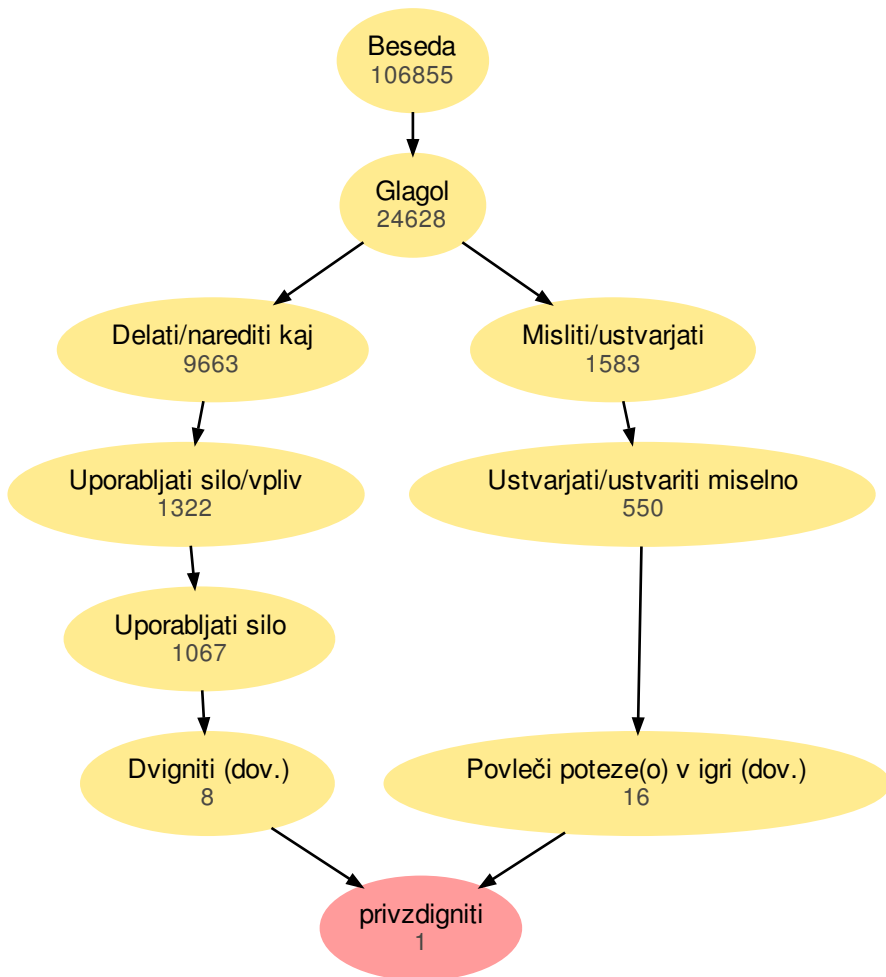 Beseda
106855
Glagol
24628
Delati/narediti kaj
9663
Misliti/ustvarjati
1583
Uporabljati silo/vpliv
1322
Ustvarjati/ustvariti miselno
550
Uporabljati silo
1067
Dvigniti (dov.)
8
Povleči poteze(o) v igri (dov.)
16
privzdigniti
1